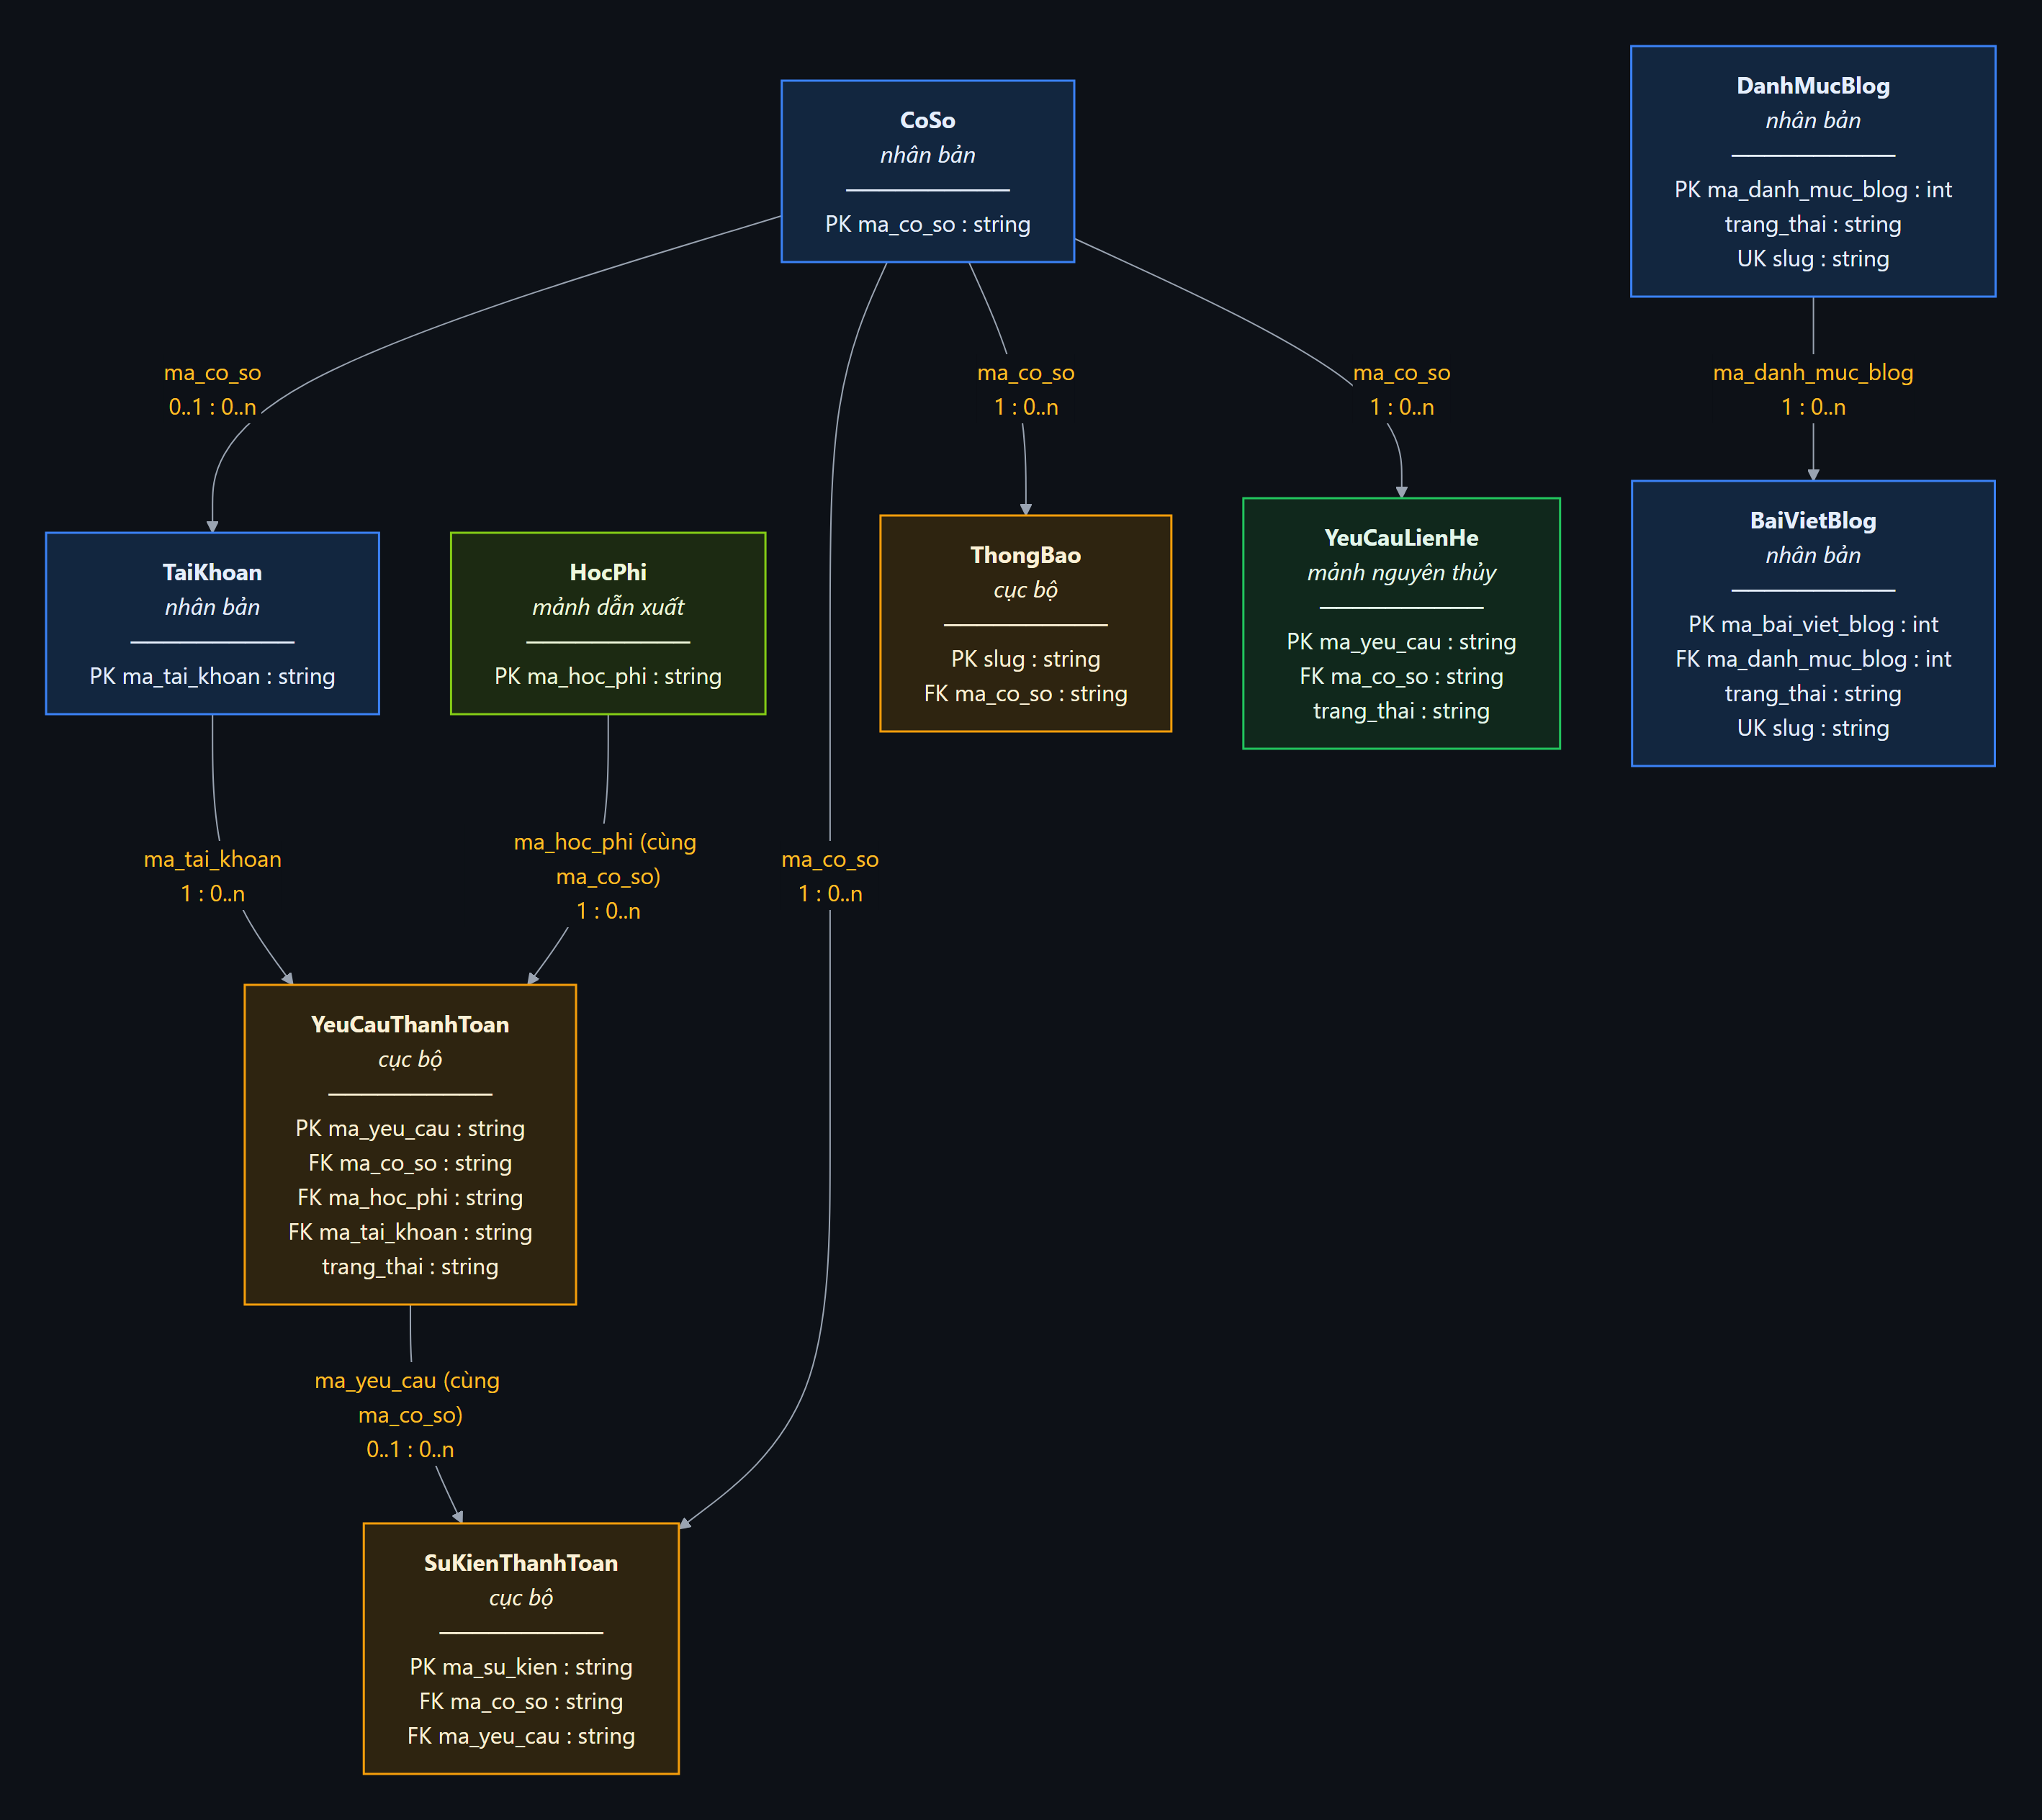 DanhMucBlog
nhân bản
PK ma_danh_muc_blog : int
trang_thai : string
UK slug : string
CoSo
nhân bản
PK ma_co_so : string
ma_co_so
0..1 : 0..n
ma_co_so
1 : 0..n
ma_co_so
1 : 0..n
ma_danh_muc_blog
1 : 0..n
TaiKhoan
nhân bản
PK ma_tai_khoan : string
HocPhi
mảnh dẫn xuất
PK ma_hoc_phi : string
ThongBao
cục bộ
PK slug : string
FK ma_co_so : string
YeuCauLienHe
mảnh nguyên thủy
PK ma_yeu_cau : string
FK ma_co_so : string
trang_thai : string
BaiVietBlog
nhân bản
PK ma_bai_viet_blog : int
FK ma_danh_muc_blog : int
trang_thai : string
UK slug : string
ma_tai_khoan
1 : 0..n
ma_hoc_phi (cùng
ma_co_so)
1 : 0..n
ma_co_so
1 : 0..n
YeuCauThanhToan
cục bộ
PK ma_yeu_cau : string
FK ma_co_so : string
FK ma_hoc_phi : string
FK ma_tai_khoan : string
trang_thai : string
ma_yeu_cau (cùng
ma_co_so)
0..1 : 0..n
SuKienThanhToan
cục bộ
PK ma_su_kien : string
FK ma_co_so : string
FK ma_yeu_cau : string